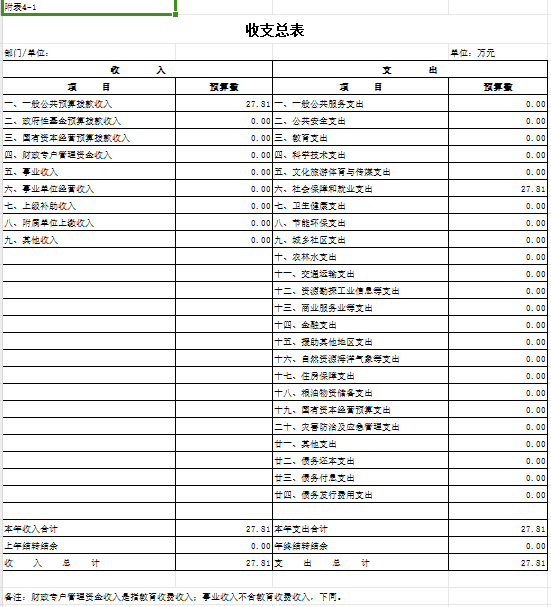 附表4-1
收支总表
部门/单位： 单位：万元
收 入 支 出
项 目 预算数 项 目 预算数
一、一般公共预算拨款收入 27.81 一、一般公共服务支出 0.00
二、政府性基金预算拨款收入 0.00 二、公共安全支出 0.00
三、国有资本经营预算拨款收入 0.00 三、教育支出 0.00
四、财政专户管理资金收入 0.00 四、科学技术支出 0.00
五、事业收入 0.00 五、文化旅游体育与传媒支出 0.00
六、事业单位经营收入 0.00 六、社会保障和就业支出 27.81
七、上级补助收入 0.00 七、卫生健康支出 0.00
八、附属单位上缴收入 0.00 八、节能环保支出 0.00
九、其他收入 0.00 九、城乡社区支出 0.00
十、农林水支出 0.00
十一、交通运输支出 0.00
十二、资源勘探工业信息等支出 0.00
十三、商业服务业等支出 0.00
十四、金融支出 0.00
十五、援助其他地区支出 0.00
十六、自然资源海洋气象等支出 0.00
十七、住房保障支出 0.00
十八、粮油物资储备支出 0.00
十九、国有资本经营预算支出 0.00
二十、灾害防治及应急管理支出 0.00
廿一、其他支出 0.00
廿二、债务还本支出 0.00
廿三、债务付息支出 0.00
廿四、债务发行费用支出 0.00
本年收入合计 27.81 本年支出合计 27.81
上年结转结余 0.00 年终结转结余 0.00
收 入 总 计 27.81 支 出 总 计 27.81
备注：财政专户管理资金收入是指教育收费收入；事业收入不含教育收费收入，下同。